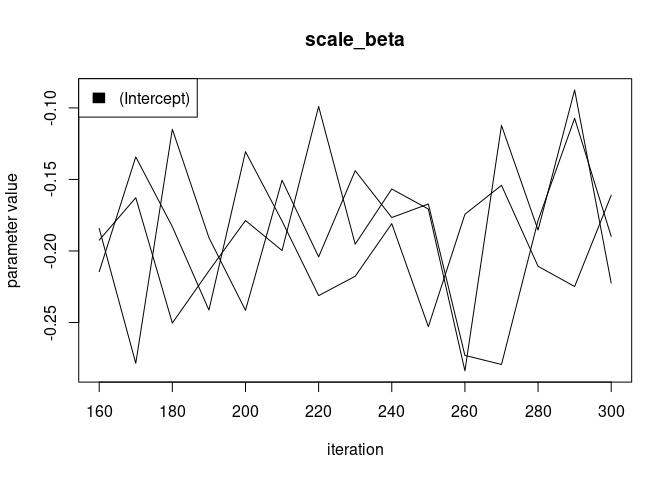 scale_beta
(Intercept)
-0.10
-0.15
-0.20
-0.25
parameter value
160 180 200 220 240 260 280 300
iteration